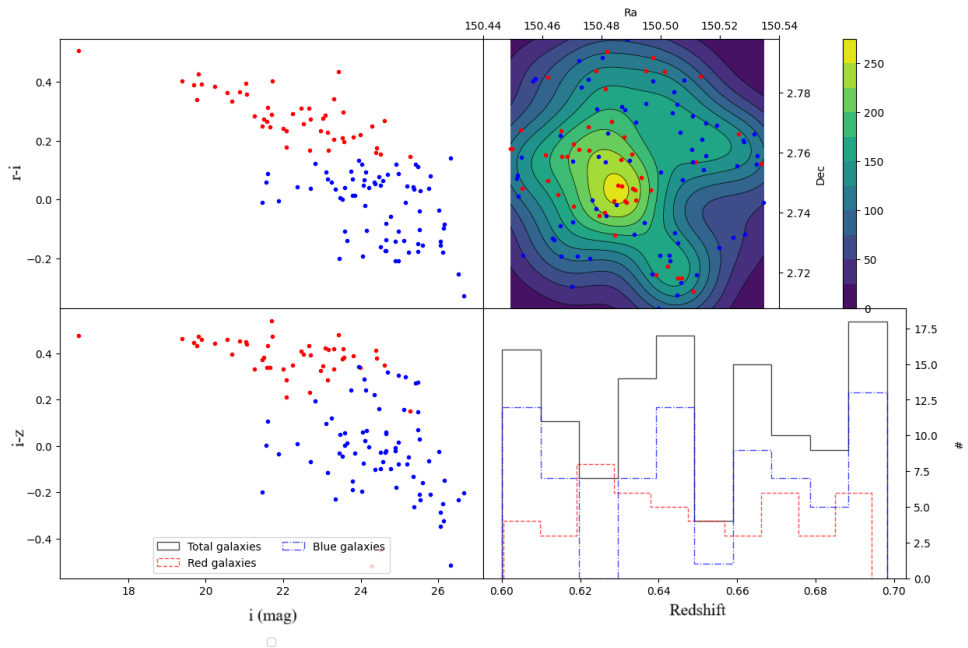 Ra
150.44 150.46 150.48 150.50 150.52 150.54
0.4
0.2
0.0
−0.2
r-i
2.78
2.76
2.74
2.72
Dec
250
200
150
100
50
0
0.4
0.2
0.0
−0.2
−0.4
i-z
Total galaxies
Red galaxies
Blue galaxies
17.5
15.0
12.5
10.0
7.5
5.0
2.5
0.0
#
18 20 22 24 26
i (mag)
0.60 0.62 0.64 0.66 0.68 0.70
Redshift